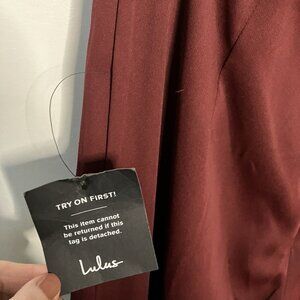 TRY ON FIRST!
This item cannot
be returned if this
tag is detached.
Lulus